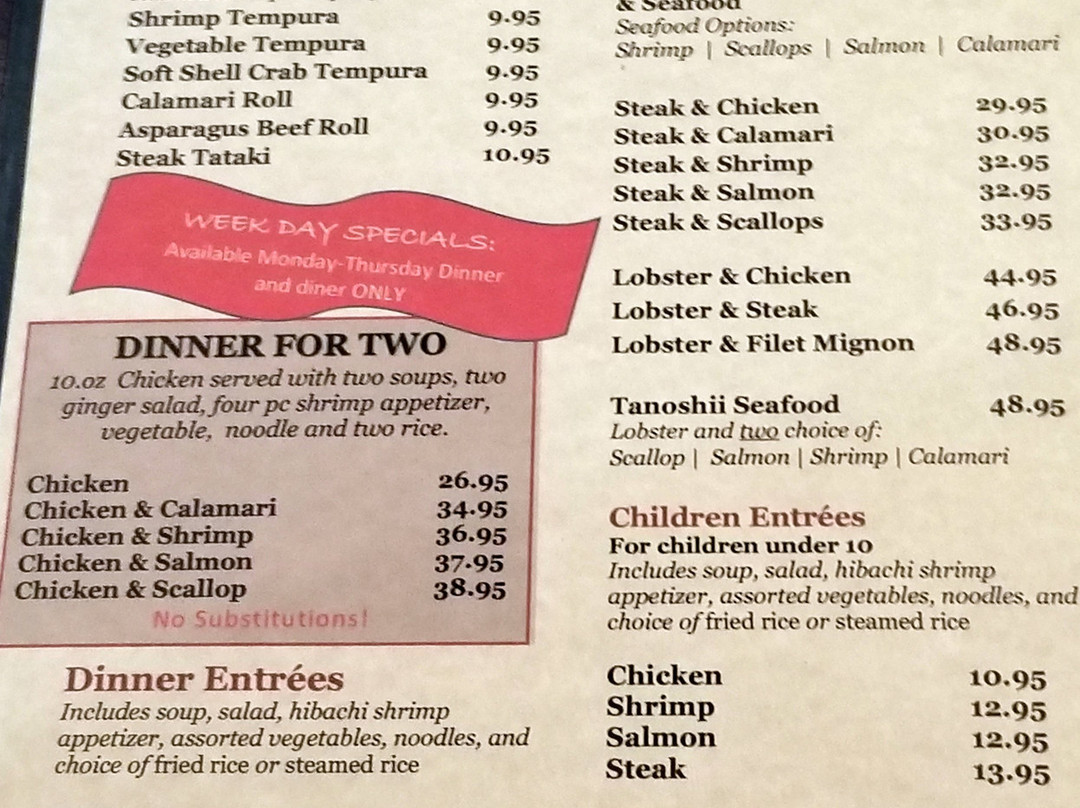 Shrimp Tempura 9.95
Vegetable Tempura 9.95
Soft Shell Crab Tempura 9.95
Calamari Roll 9.95
Asparagus Beef Roll 9.95
Steak Tataki 10.95
WEEK DAY SPECIALS:
Available Monday-Thursday Dinner
and diner ONLY
DINNER FOR TWO
10.oz Chicken served with two soups, two
ginger salad, four pc shrimp appetizer,
vegetable, noodle and two rice.
Chicken 26.95
Chicken & Calamari 34.95
Chicken & Shrimp 36.95
Chicken & Salmon 37.95
Chicken & Scallop 38.95
No Substitutions!
Dinner Entrées
Includes soup, salad, hibachi shrimp
appetizer, assorted vegetables, noodles, and
choice of fried rice or steamed rice
& Seafood
Seafood Options:
Shrimp | Scallops | Salmon | Calamari
Steak & Chicken 29.95
Steak & Calamari 30.95
Steak & Shrimp 32.95
Steak & Salmon 32.95
Steak & Scallops 33.95
Lobster & Chicken 44.95
Lobster & Steak 46.95
Lobster & Filet Mignon 48.95
Tanoshii Seafood 48.95
Lobster and two choice of:
Scallop | Salmon | Shrimp | Calamari
Children Entrées
For children under 10
Includes soup, salad, hibachi shrimp
appetizer, assorted vegetables, noodles, and
choice of fried rice or steamed rice
Chicken 10.95
Shrimp 12.95
Salmon 12.95
Steak 13.95